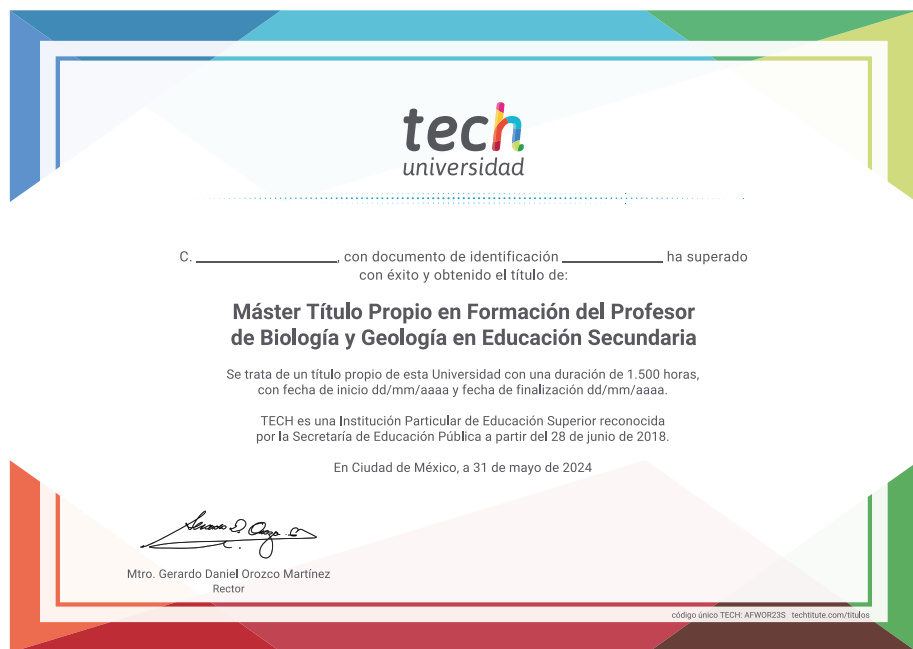 tech
universidad
C. ____________________, con documento de identificación ______________ ha superado
con éxito y obtenido el título de:
Máster Título Propio en Formación del Profesor
de Biología y Geología en Educación Secundaria
Se trata de un título propio de esta Universidad con una duración de 1.500 horas,
con fecha de inicio dd/mm/aaaa y fecha de finalización dd/mm/aaaa.
TECH es una Institución Particular de Educación Superior reconocida
por la Secretaría de Educación Pública a partir del 28 de junio de 2018.
En Ciudad de México, a 31 de mayo de 2024
Mtro. Gerardo Daniel Orozco Martínez
Rector
código único TECH: AFWOR23S techtitute.com/titulos